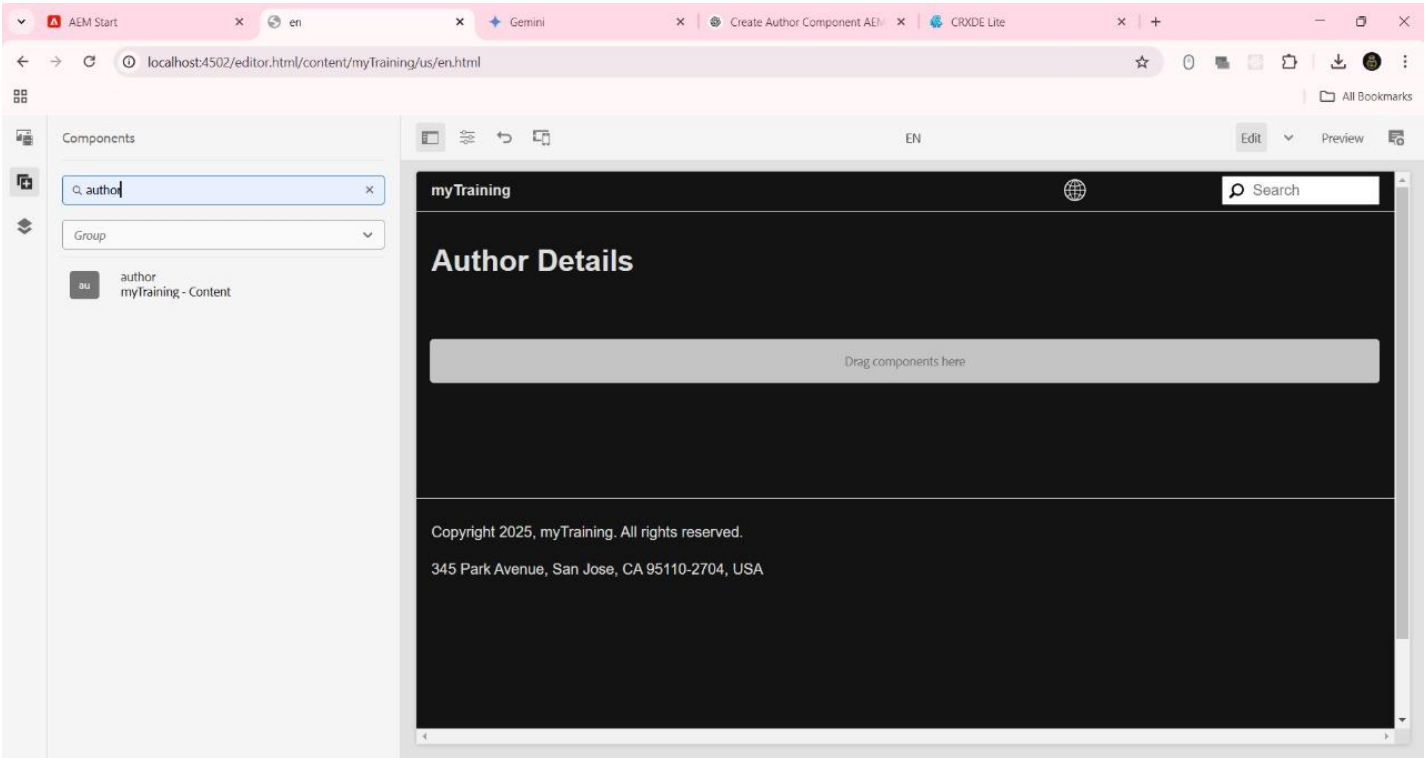 AEM Start
en
Gemini
Create Author Component AEM
CRXDE Lite
localhost:4502/editor.html/content/myTraining/us/en.html
All Bookmarks
Components
EN
Edit
Preview
author
Group
au
author
myTraining - Content
myTraining
Search
Author Details
Drag components here
Copyright 2025, myTraining. All rights reserved.
345 Park Avenue, San Jose, CA 95110-2704, USA